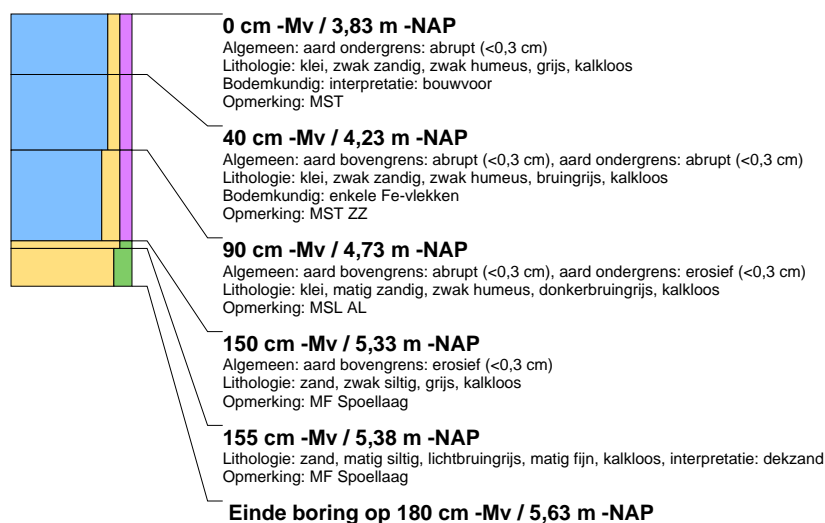 0 cm -Mv / 3,83 m -NAP
Algemeen: aard ondergrens: abrupt (<0,3 cm)
Lithologie: klei, zwak zandig, zwak humeus, grijs, kalkloos
Bodemkundig: interpretatie: bouwvoor
Opmerking: MST
40 cm -Mv / 4,23 m -NAP
Algemeen: aard bovengrens: abrupt (<0,3 cm), aard ondergrens: abrupt (<0,3 cm)
Lithologie: klei, zwak zandig, zwak humeus, bruingrijs, kalkloos
Bodemkundig: enkele Fe-vlekken
Opmerking: MST ZZ
90 cm -Mv / 4,73 m -NAP
Algemeen: aard bovengrens: abrupt (<0,3 cm), aard ondergrens: erosief (<0,3 cm)
Lithologie: klei, matig zandig, zwak humeus, donkerbruingrijs, kalkloos
Opmerking: MSL AL
150 cm -Mv / 5,33 m -NAP
Algemeen: aard bovengrens: erosief (<0,3 cm)
Lithologie: zand, zwak siltig, grijs, kalkloos
Opmerking: MF Spoellaag
155 cm -Mv / 5,38 m -NAP
Lithologie: zand, matig siltig, lichtbruingrijs, matig fijn, kalkloos, interpretatie: dekzand
Opmerking: MF Spoellaag
Einde boring op 180 cm -Mv / 5,63 m -NAP